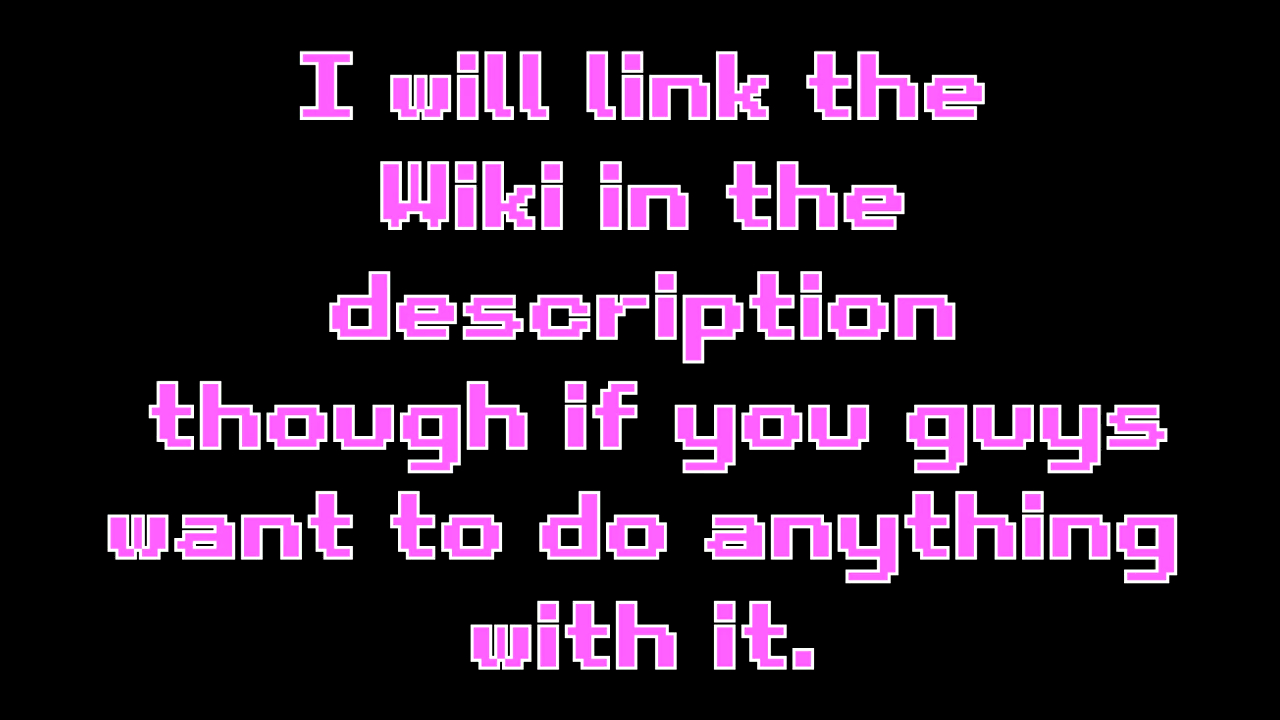 I will link the
Wiki in the
description
though if you guys
want to do anything
with it.